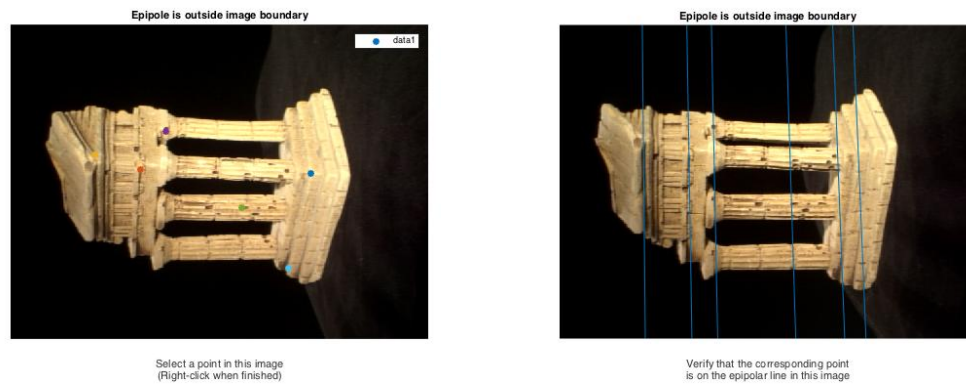 Epipole is outside image boundary
data1
Select a point in this image
(Right-click when finished)
Epipole is outside image boundary
Verify that the corresponding point
is on the epipolar line in this image